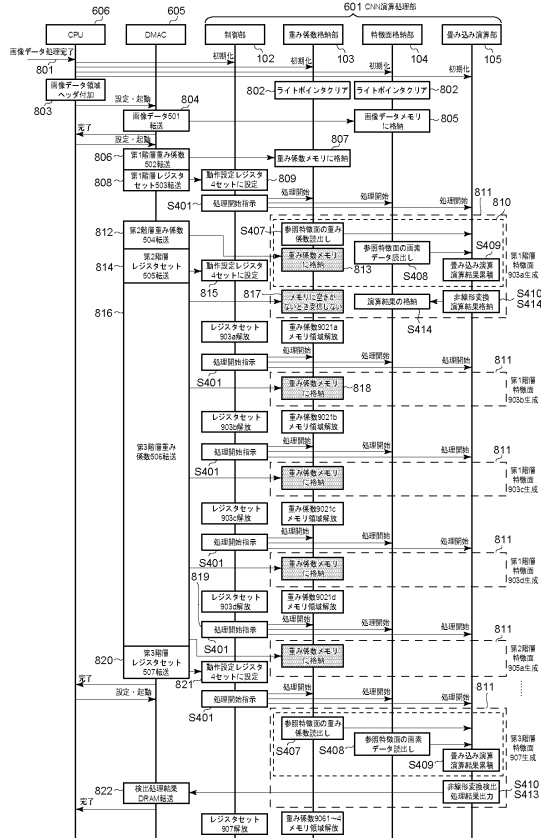 601 CNN演算処理部
606
605
CPU
DMAC
制御部
重み係数格納部
特徴面格納部
畳み込み演算部
102
103
104
105
画像データ処理完了
801
初期化
初期化
初期化
初期化
画像データ領域
ヘッダ付加
803
802
ライトポインタクリア
ライトポインタクリア
802
設定・起動
804
画像データ501
転送
画像データメモリ
に格納
805
完了
設定・起動
807
806
第1階層重み係数
502転送
重み係数メモリに格納
808
第1階層レジスタ
セット503転送
動作設定レジスタ
4セットに設定
809
S401
処理開始指示
処理開始
処理開始
処理開始
811
810
S407
参照特徴面の重み
係数読出し
812
第2階層重み係数
504転送
参照特徴面の画素
データ読出し
S408
S409
重み係数メモリ
に格納
813
畳み込み演算
演算結果累積
第1階層
特徴面
903a生成
814
第2階層
レジスタセット
505転送
動作設定レジスタ
4セットに設定
815
816
817
メモリに空きが
ないとき受信しない
演算結果の格納
S414
非線形変換
演算結果格納
S410
S414
レジスタセット
903a解放
重み係数9021a
メモリ領域解放
S401
処理開始指示
処理開始
処理開始
処理開始
811
重み係数メモリ
に格納
818
第1階層
特徴面
903b生成
レジスタセット
903b解放
重み係数9021b
メモリ領域解放
第3階層重み
係数506転送
S401
処理開始指示
処理開始
処理開始
処理開始
811
重み係数メモリ
に格納
第1階層
特徴面
903c生成
レジスタセット
903c解放
重み係数9021c
メモリ領域解放
S401
処理開始指示
処理開始
処理開始
処理開始
811
重み係数メモリ
に格納
第1階層
特徴面
903d生成
819
レジスタセット
903d解放
重み係数9021d
メモリ領域解放
処理開始指示
S401
処理開始
処理開始
処理開始
811
820
第3階層
レジスタセット
507転送
重み係数メモリ
に格納
第2階層
特徴面
905a生成
821
動作設定レジスタ
4セットに設定
完了
設定・起動
S401
処理開始指示
処理開始
処理開始
処理開始
811
参照特徴面の重み
係数読出し
S407
S408
参照特徴面の画素
データ読出し
S409
畳み込み演算
演算結果累積
第3階層
特徴面
907生成
822
検出処理結果
DRAM転送
非線形変換検出
処理結果出力
S410
S413
完了
レジスタセット
907解放
重み係数9061～4
メモリ領域解放